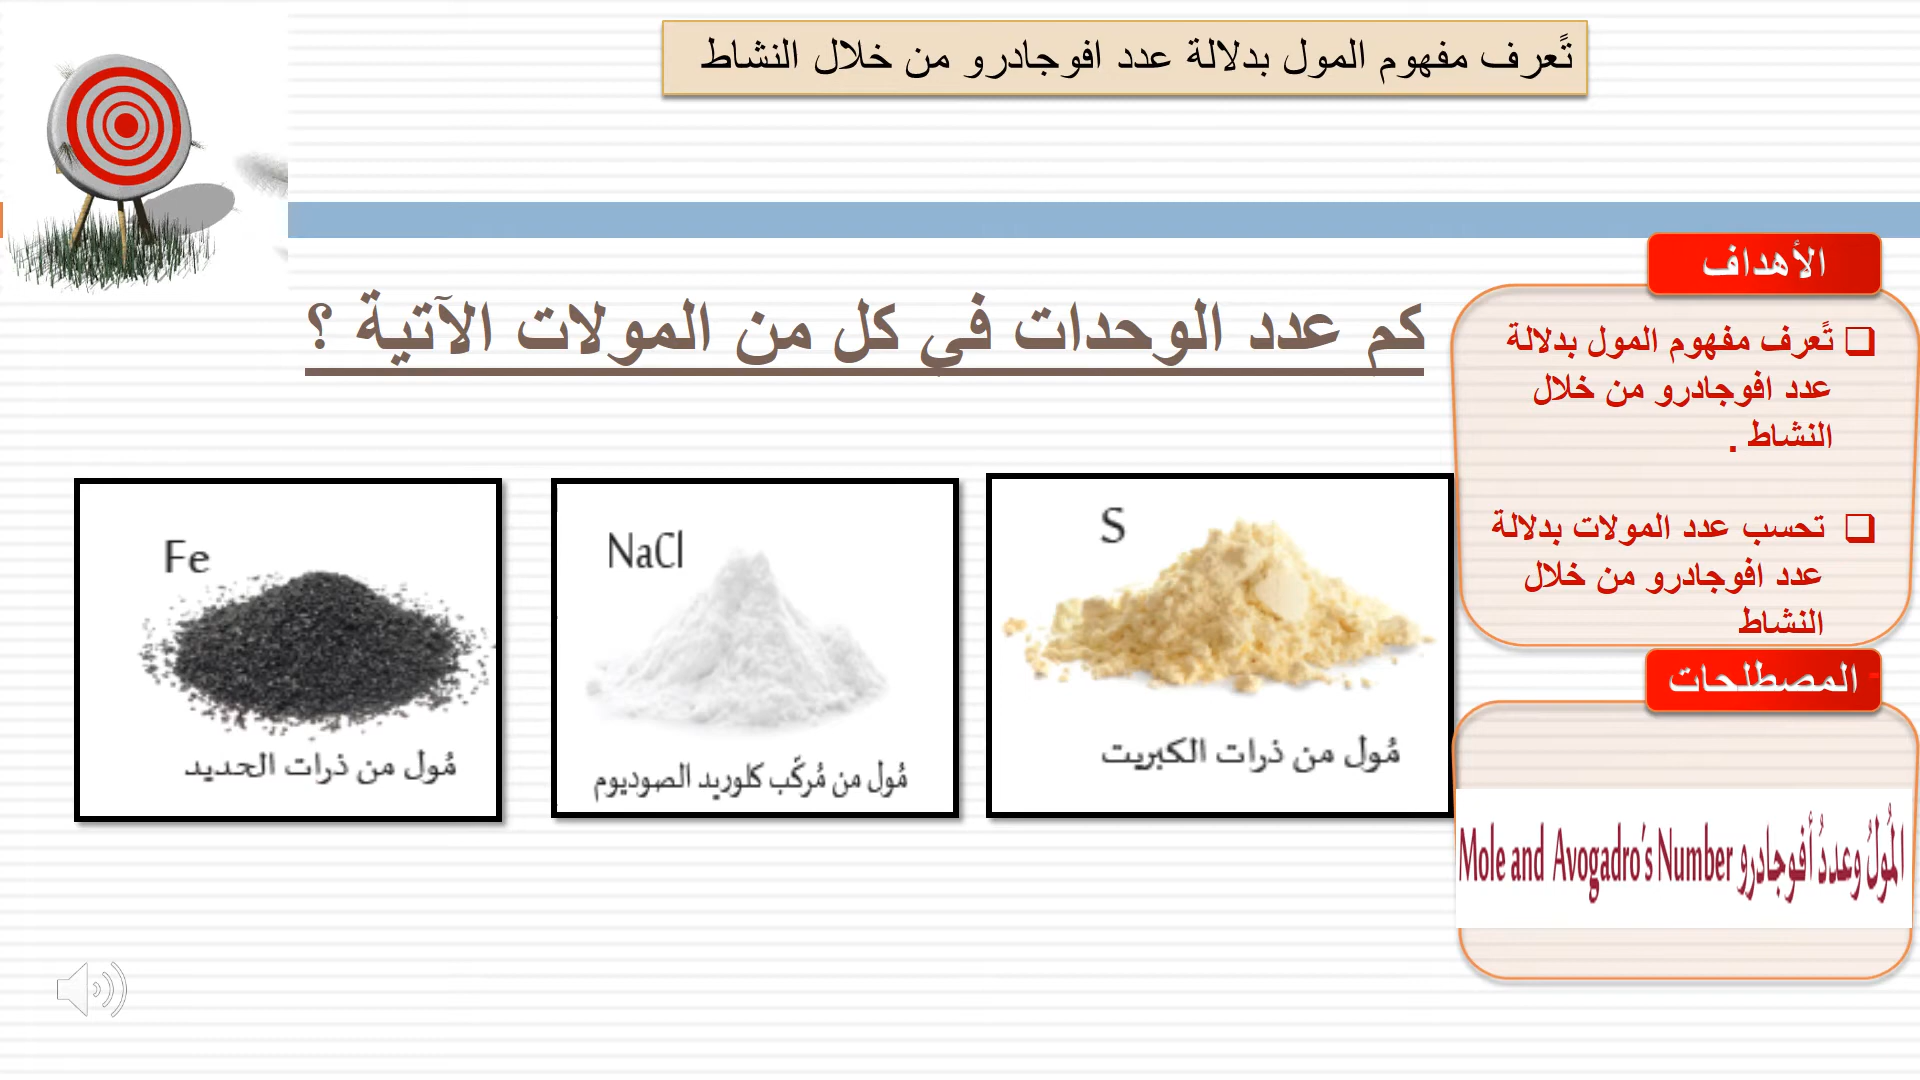 تًعرف مفهوم المول بدلالة عدد افوجادرو من خلال النشاط
الأهداف
تًعرف مفهوم المول بدلالة
عدد افوجادرو من خلال
النشاط .
تحسب عدد المولات بدلالة
عدد افوجادرو من خلال
النشاط
كم عدد الوحدات في كل من المولات الآتية ؟
S
مُول من ذرات الكبريت
NaCl
مُول من مُركّب كلوريد الصوديوم
Fe
مُول من ذرات الحديد
المصطلحات
المُولُ وعددُ أفوجادرو Mole and Avogadro's Number